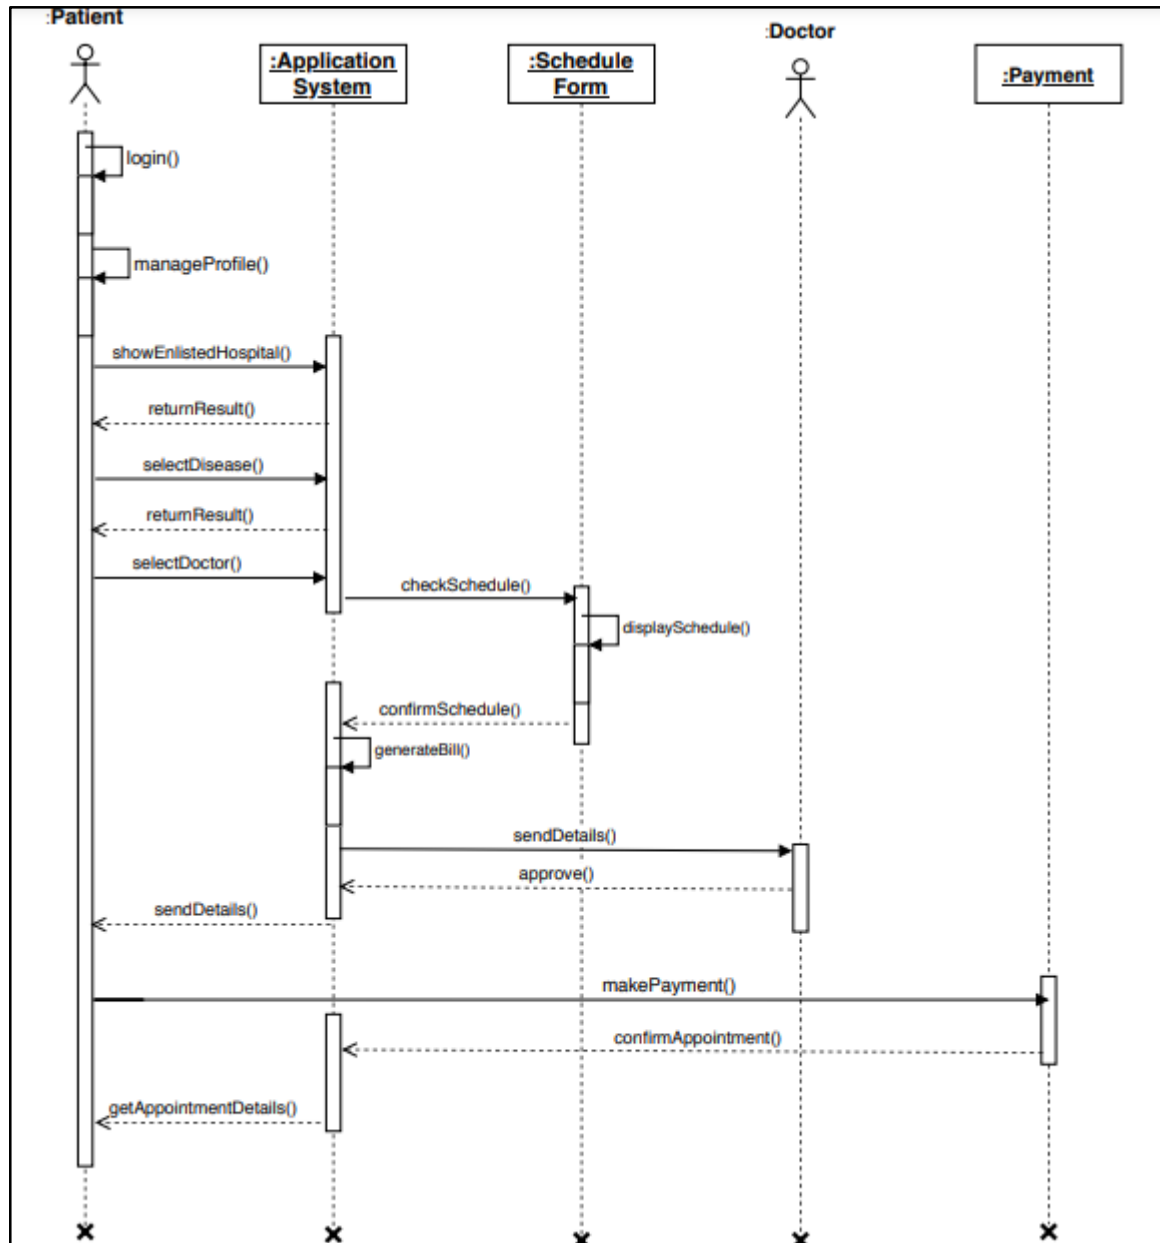 :Patient
:Doctor
:Application
System
:Schedule
Form
:Payment
login()
manageProfile()
showEnlistedHospital()
returnResult()
selectDisease()
returnResult()
selectDoctor()
checkSchedule()
displaySchedule()
confirmSchedule()
generateBill()
sendDetails()
approve()
sendDetails()
makePayment()
confirmAppointment()
getAppointmentDetails()